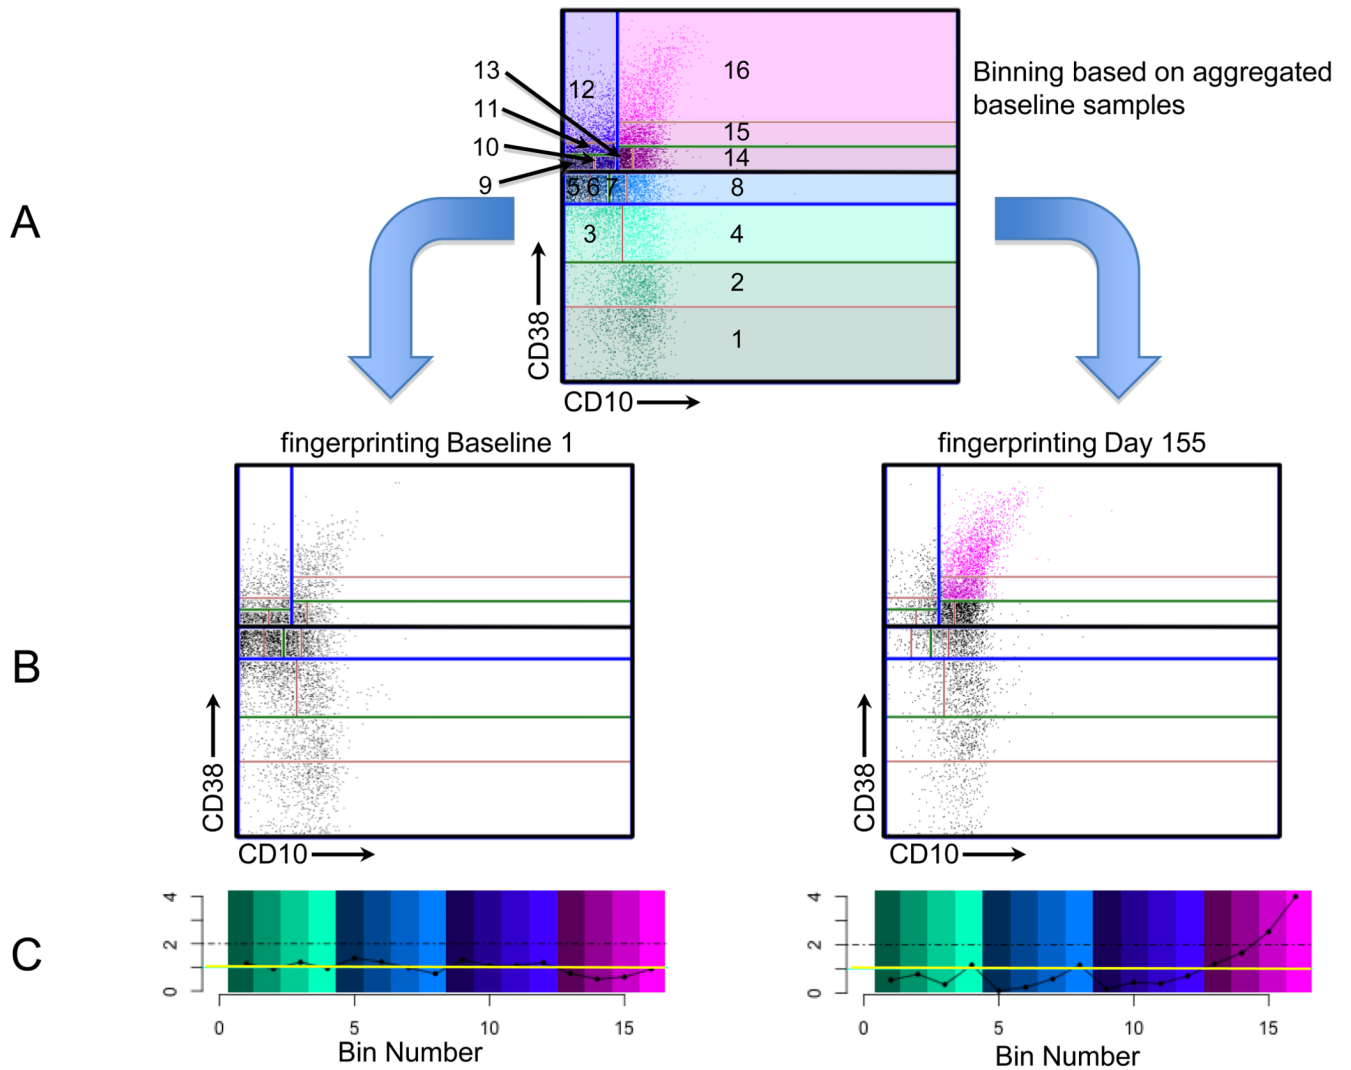 A
13
11
10
9
12
16
15
14
5 6 7
8
3
4
2
1
Binning based on aggregated
baseline samples
CD38
CD10
B
fingerprinting Baseline 1
CD38
CD10
fingerprinting Day 155
CD38
CD10
C
4
2
0
0 5 10 15
Bin Number
4
2
0
0 5 10 15
Bin Number